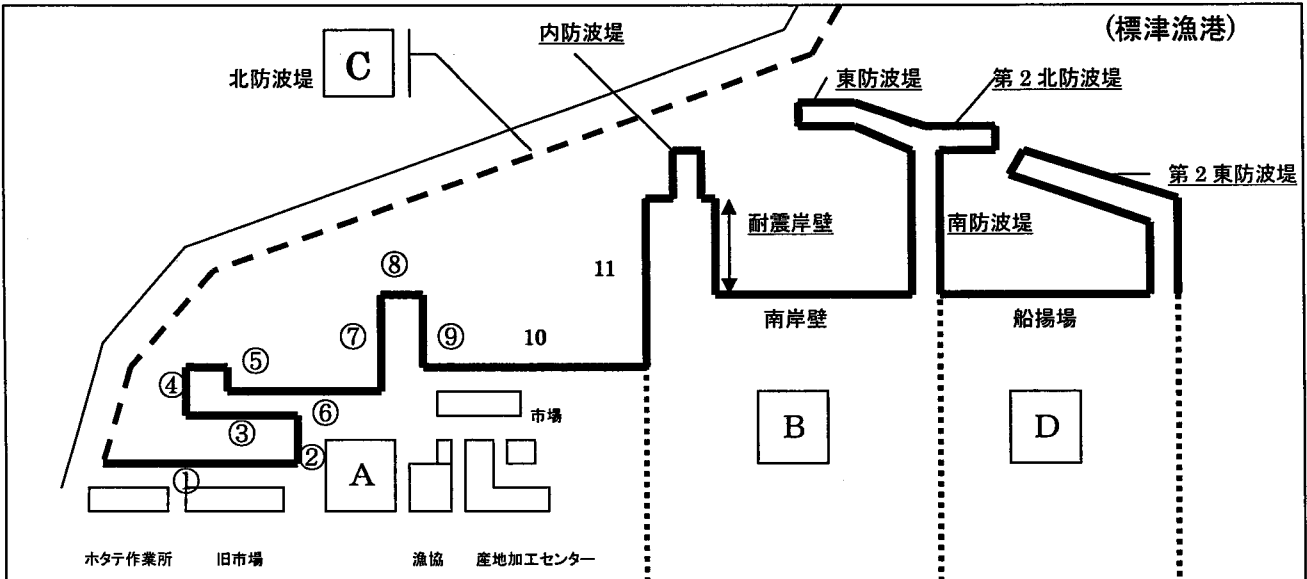 (標津漁港)
内防波堤
北防波堤
C
東防波堤
第2北防波堤
第2東防波堤
耐震岸壁
南防波堤
⑧
11
⑦
⑨
10
南岸壁
船揚場
⑤
④
⑥
③
②
①
市場
A
B
D
ホタテ作業所
旧市場
漁協
産地加工センター